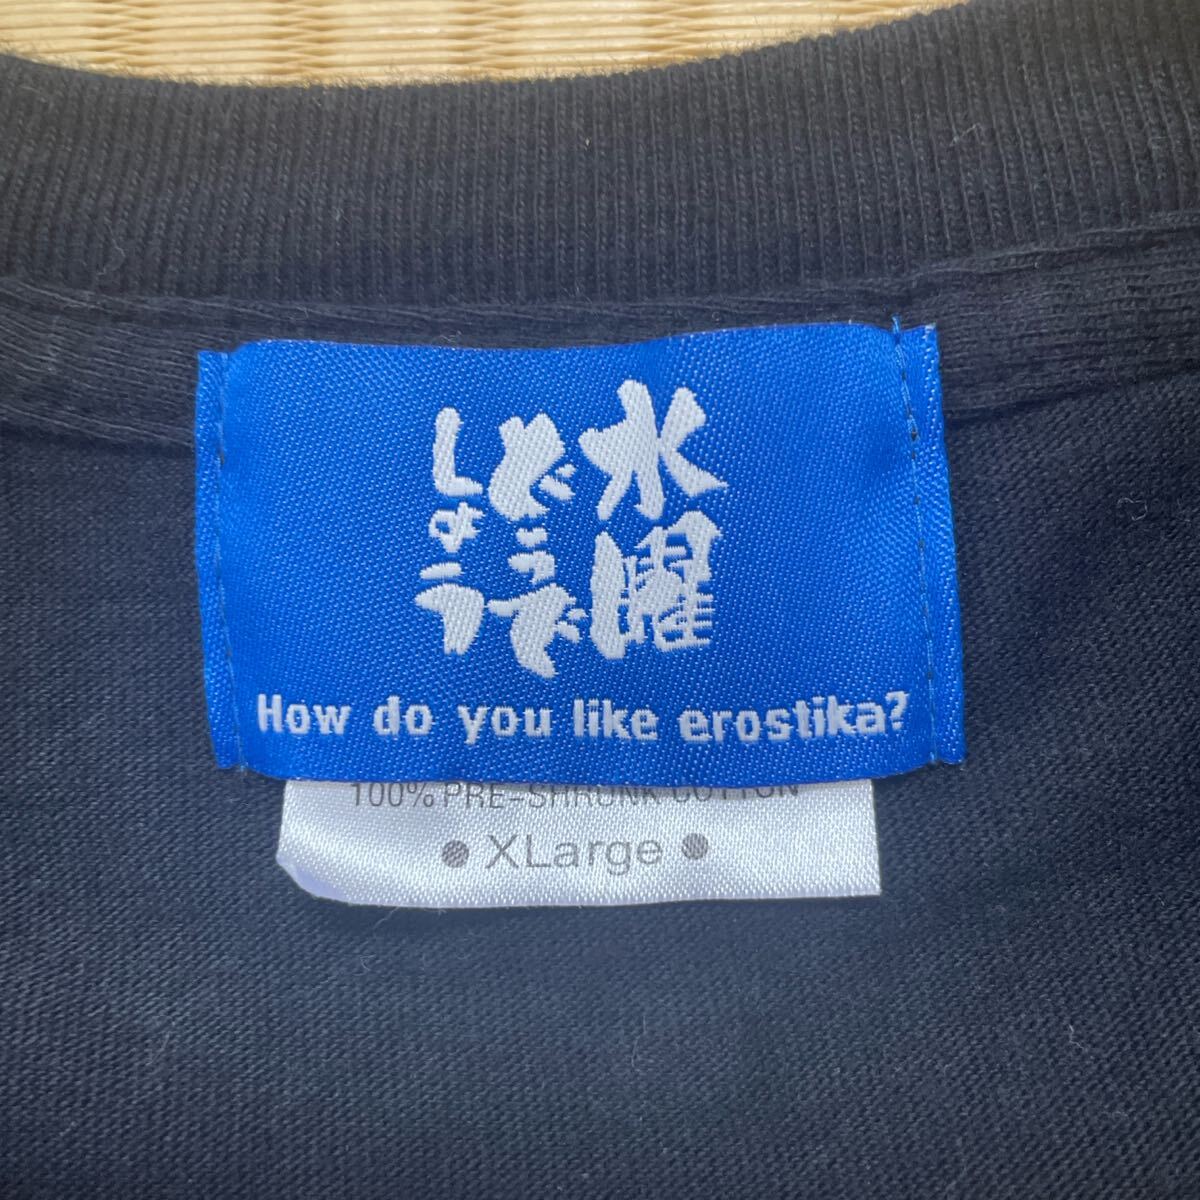 水曜
どうで
しょう
How do you like erostika?
100% PRE-SHRUNK COTTON
• XLarge •